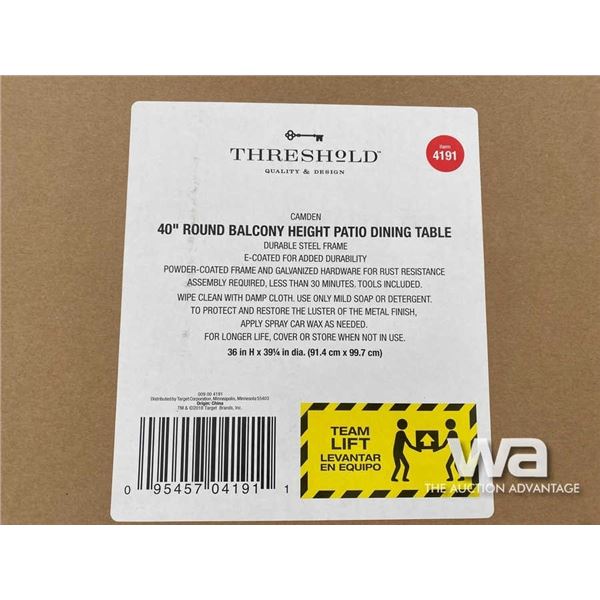 THRESHOLD™
QUALITY & DESIGN
Item
4191
CAMDEN
40" ROUND BALCONY HEIGHT PATIO DINING TABLE
DURABLE STEEL FRAME
E-COATED FOR ADDED DURABILITY
POWDER-COATED FRAME AND GALVANIZED HARDWARE FOR RUST RESISTANCE
ASSEMBLY REQUIRED, LESS THAN 30 MINUTES. TOOLS INCLUDED.
WIPE CLEAN WITH DAMP CLOTH. USE ONLY MILD SOAP OR DETERGENT.
TO PROTECT AND RESTORE THE LUSTER OF THE METAL FINISH,
APPLY SPRAY CAR WAX AS NEEDED.
FOR LONGER LIFE, COVER OR STORE WHEN NOT IN USE.
36 in H x 39¼ in dia. (91.4 cm x 99.7 cm)
009 00 4191
Distributed by Target Corporation, Minneapolis, Minnesota 55403
Origin: China
TM & ©2018 Target Brands, Inc.
0 95457 04191 1
TEAM
LIFT
LEVANTAR
EN EQUIPO
wa
THE AUCTION ADVANTAGE